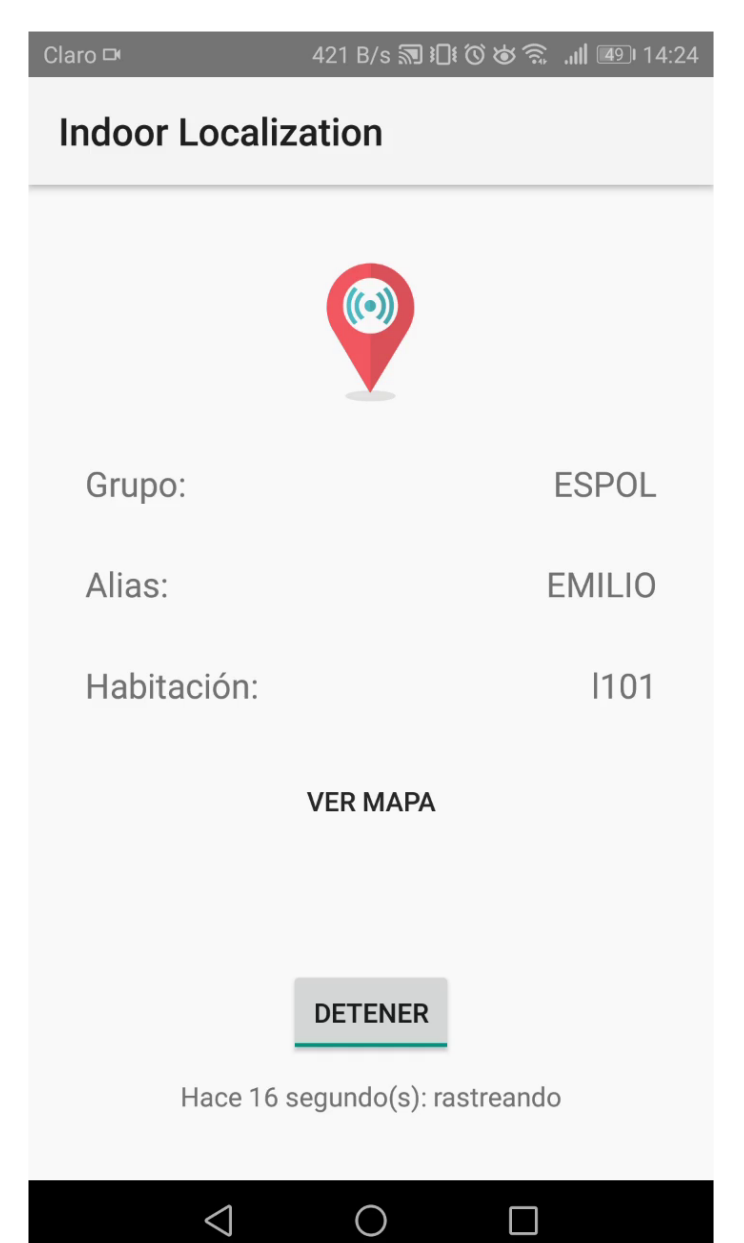 Claro 421 B/s 49 14:24
Indoor Localization
Grupo: ESPOL
Alias: EMILIO
Habitación: l101
VER MAPA
DETENER
Hace 16 segundo(s): rastreando